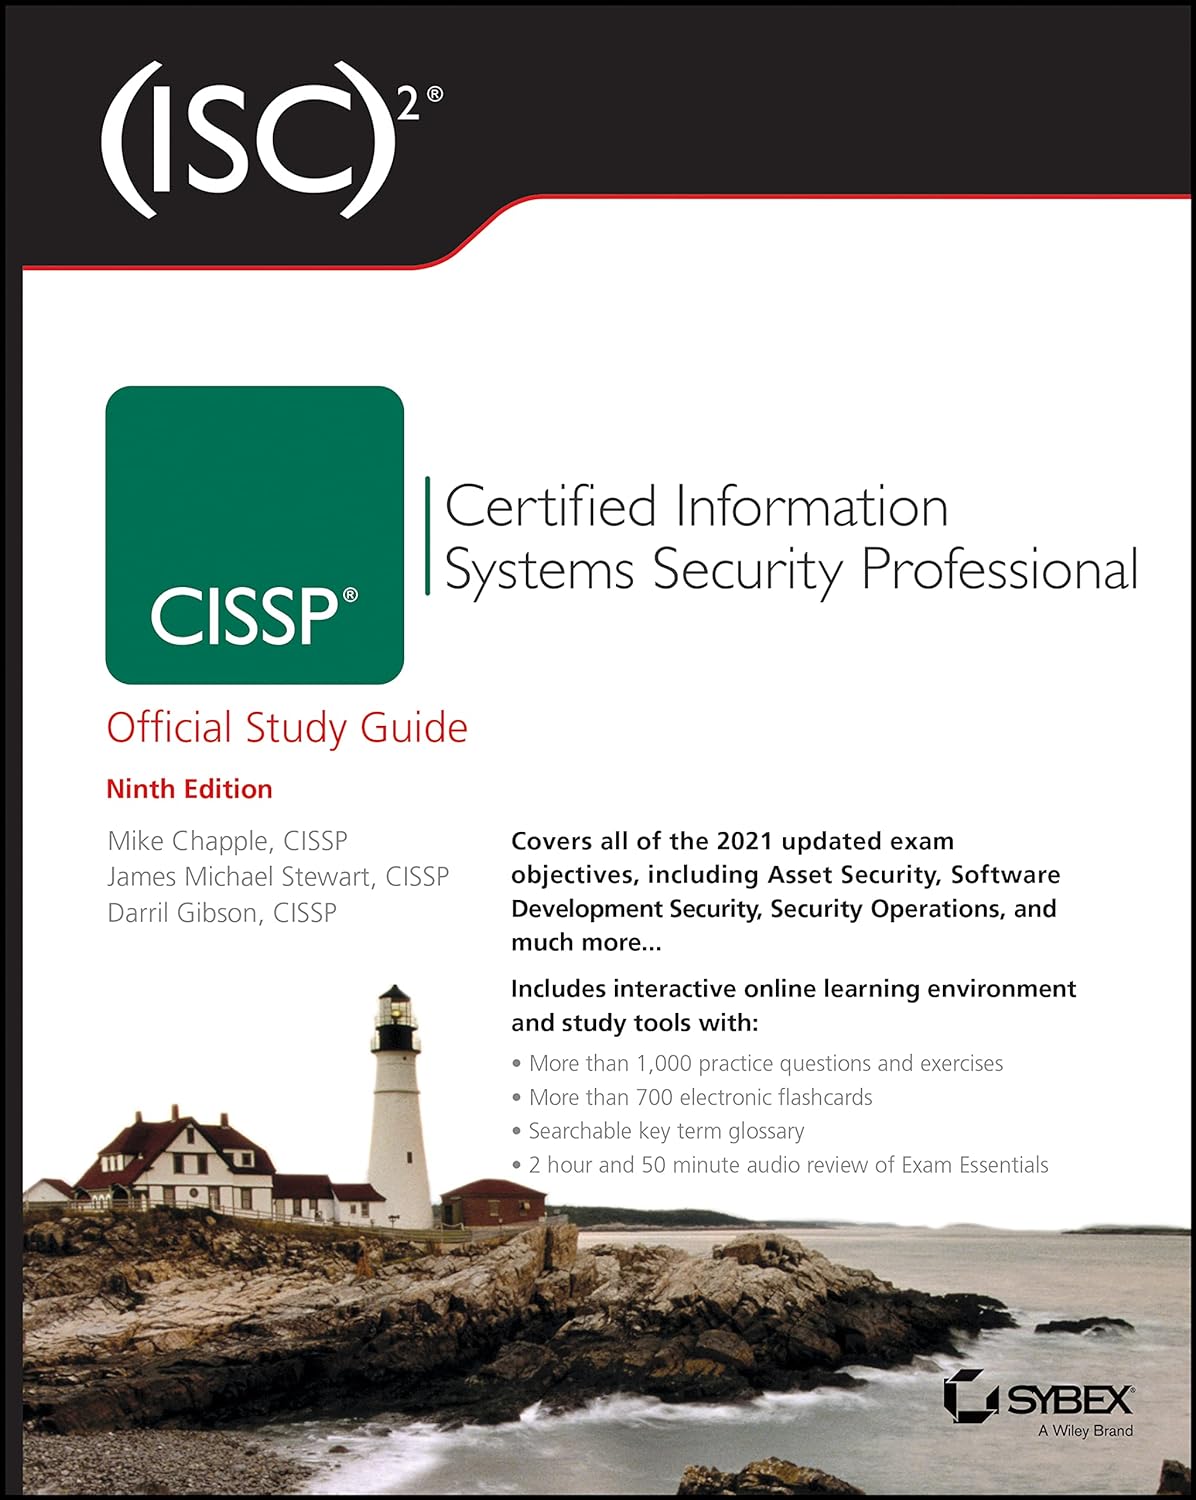 (ISC)²®
CISSP®
Certified Information
Systems Security Professional
Official Study Guide
Ninth Edition
Mike Chapple, CISSP
James Michael Stewart, CISSP
Darril Gibson, CISSP
Covers all of the 2021 updated exam
objectives, including Asset Security, Software
Development Security, Security Operations, and
much more...
Includes interactive online learning environment
and study tools with:
• More than 1,000 practice questions and exercises
• More than 700 electronic flashcards
• Searchable key term glossary
• 2 hour and 50 minute audio review of Exam Essentials
SYBEX®
A Wiley Brand